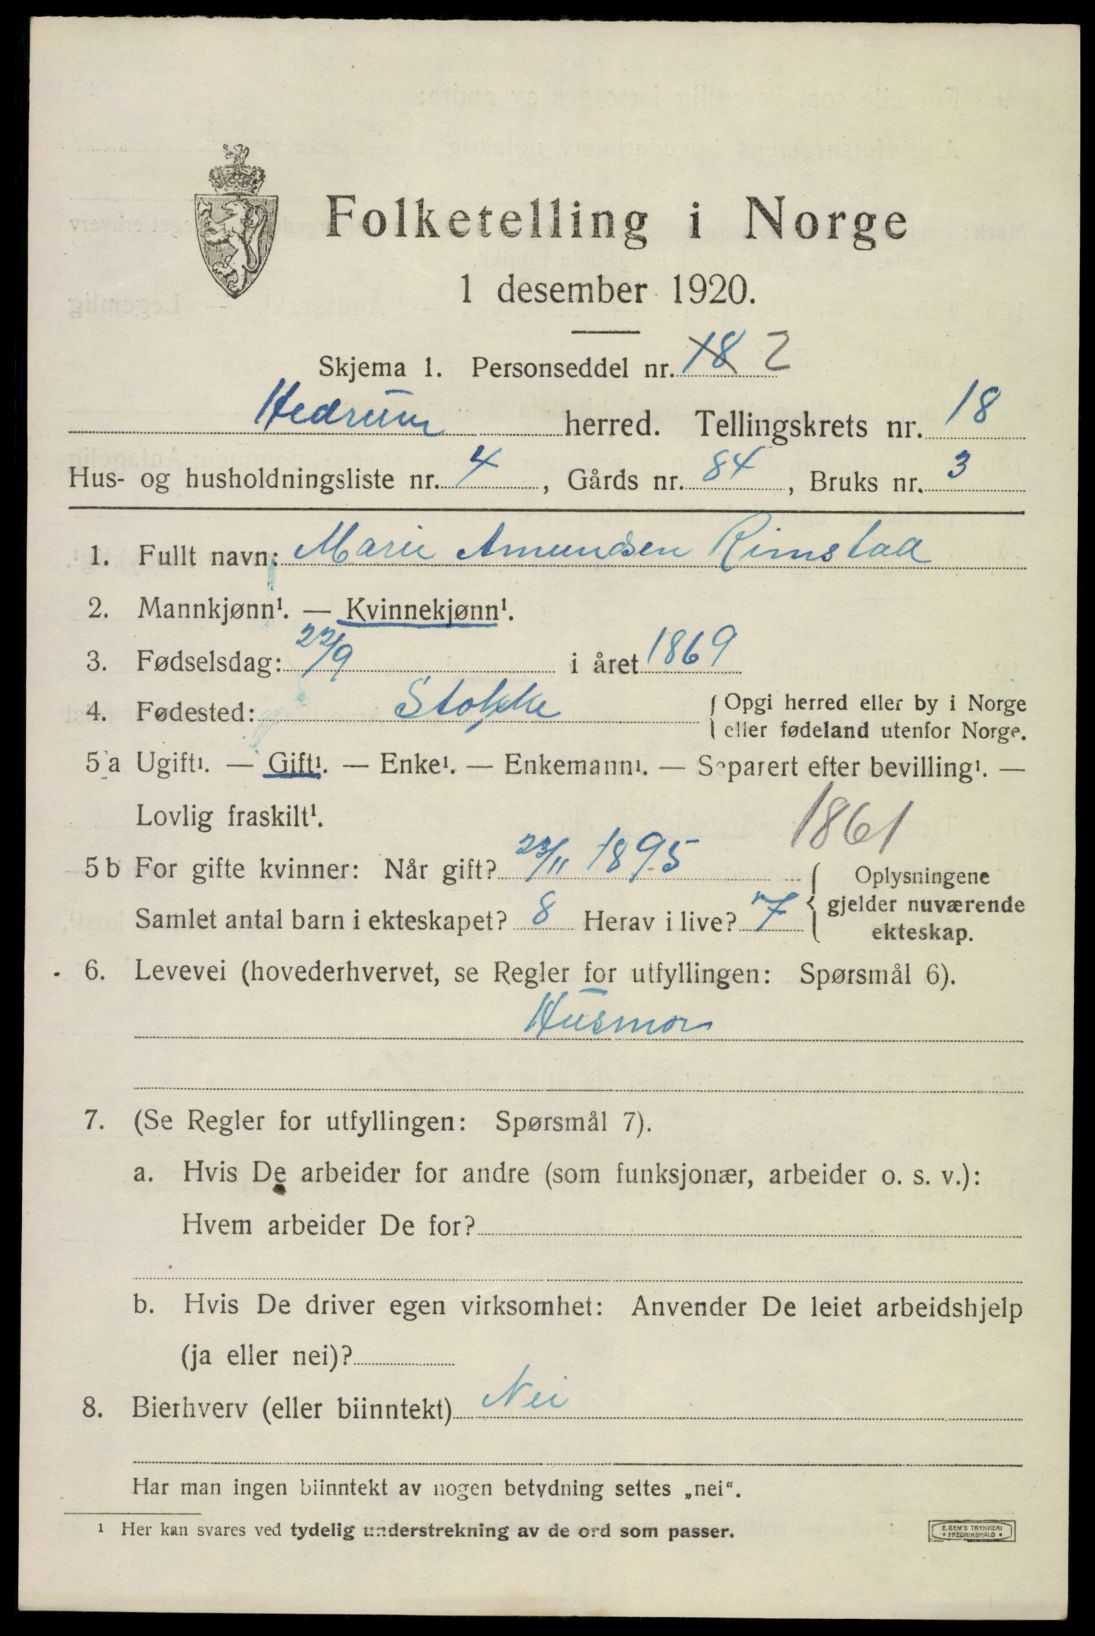 Folketelling i Norge
1 desember 1920.
Skjema 1. Personseddel nr. 18 2
Hedrum herred. Tellingskrets nr. 18
Hus- og husholdningsliste nr. 4, Gårds nr. 84, Bruks nr. 3
1. Fullt navn: Marie Amundsen Rimstad
2. Mannkjønn¹. — Kvinnekjønn¹.
3. Fødselsdag: 22/9 i året 1869
4. Fødested: Stokke { Opgi herred eller by i Norge
eller fødeland utenfor Norge.
5 a Ugift¹. — Gift¹. — Enke¹. — Enkemann¹. — Separert efter bevilling¹. —
Lovlig fraskilt¹.
1861
5 b For gifte kvinner: Når gift? 23/11 1895
Samlet antal barn i ekteskapet? 8 Herav i live? 7
{ Oplysningene
gjelder nuværende
ekteskap.
6. Levevei (hovederhvervet, se Regler for utfyllingen: Spørsmål 6).
Husmor
7. (Se Regler for utfyllingen: Spørsmål 7).
a. Hvis De arbeider for andre (som funksjonær, arbeider o. s. v.):
Hvem arbeider De for?
b. Hvis De driver egen virksomhet: Anvender De leiet arbeidshjelp
(ja eller nei)?
8. Bierhverv (eller biinntekt) Nei
Har man ingen biinntekt av nogen betydning settes „nei“.
¹ Her kan svares ved tydelig understrekning av de ord som passer.
E. SEM'S TRYKKERI
• FREDRIKSHALD •